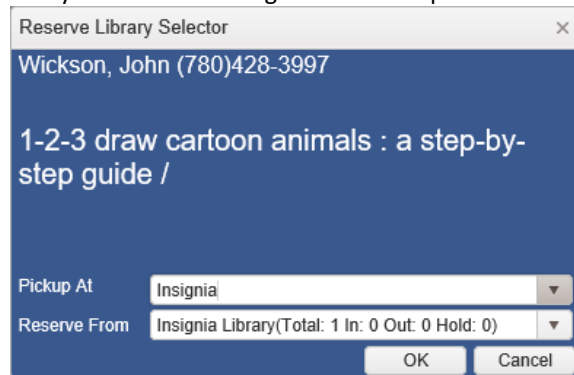 Reserve Library Selector
Wickson, John (780)428-3997
1-2-3 draw cartoon animals : a step-by-
step guide /
Pickup At Insignia
Reserve From Insignia Library(Total: 1 In: 0 Out: 0 Hold: 0)
OK Cancel